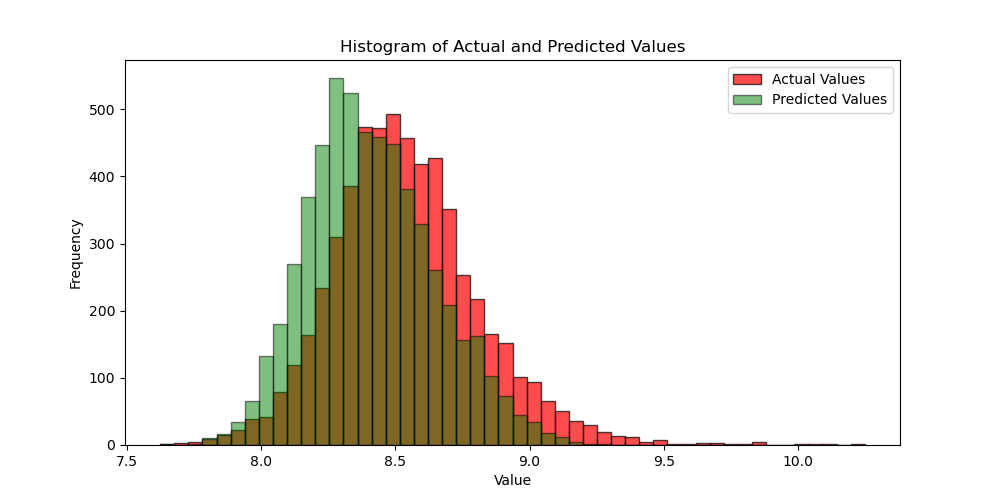 Histogram of Actual and Predicted Values
Actual Values
Predicted Values
Frequency
500
400
300
200
100
0
7.5 8.0 8.5 9.0 9.5 10.0
Value